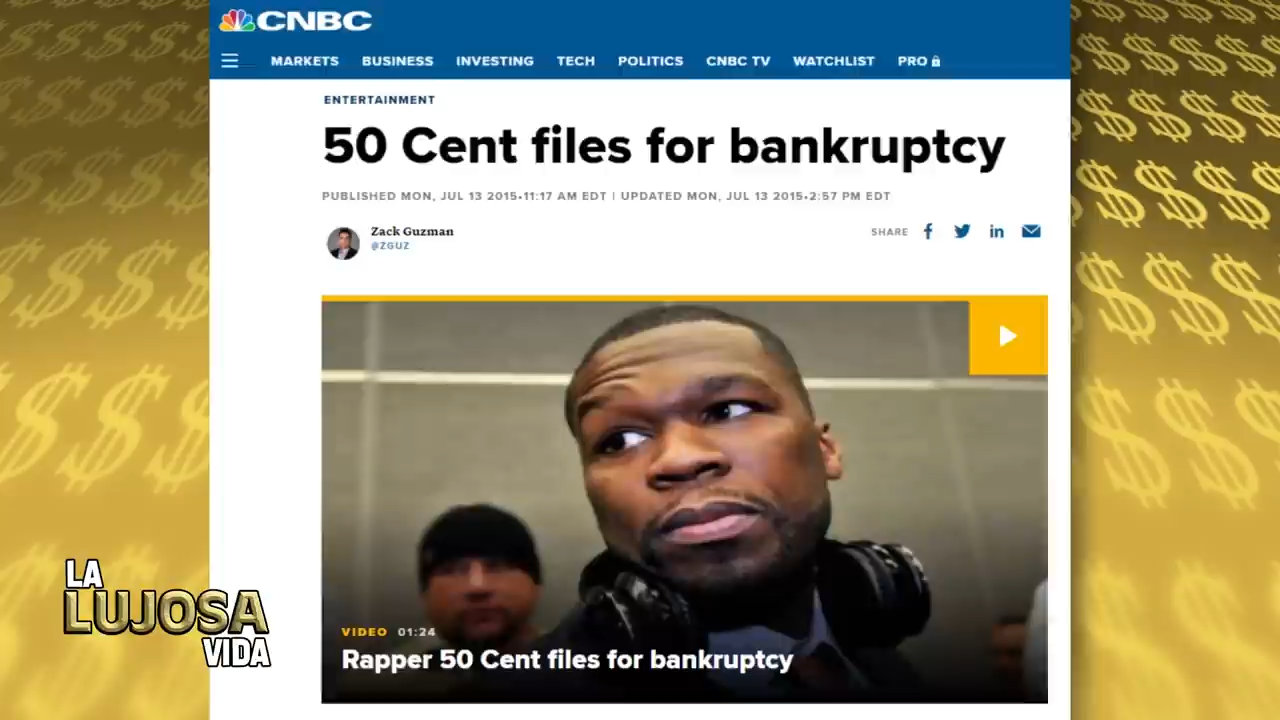 CNBC
MARKETS BUSINESS INVESTING TECH POLITICS CNBC TV WATCHLIST PRO
ENTERTAINMENT
50 Cent files for bankruptcy
PUBLISHED MON, JUL 13 2015•11:17 AM EDT | UPDATED MON, JUL 13 2015•2:57 PM EDT
Zack Guzman
@ZGUZ
SHARE
VIDEO 01:24
Rapper 50 Cent files for bankruptcy
LA
LUJOSA
VIDA